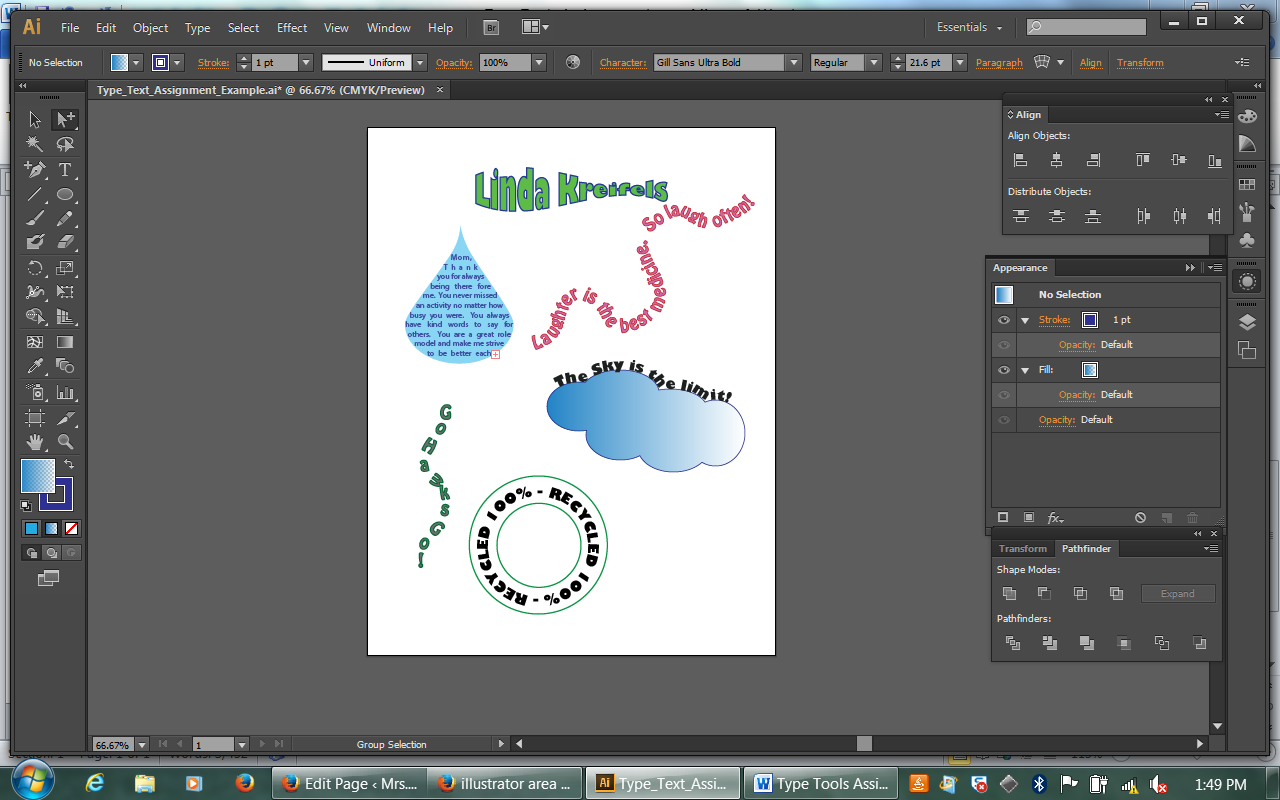 Ai File Edit Object Type Select Effect View Window Help Br Essentials
No Selection Stroke: 1 pt Uniform Opacity: 100% Character: Gill Sans Ultra Bold Regular 21.6 pt Paragraph Align Transform
Type_Text_Assignment_Example.ai* @ 66.67% (CMYK/Preview)
Linda Kreifels
So laugh often!
Mom,
Thank
you for always
being there fore
me. You never missed
an activity no matter how
busy you were. You always
have kind words to say for
others. You are a great role
model and make me strive
to be better each
Laughter is the best medicine.
The Sky is the limit!
Go Hawks Go!
RECYCLED 100% - RECYCLED 100% -
Align
Align Objects:
Distribute Objects:
Appearance
No Selection
Stroke: 1 pt
Opacity: Default
Fill:
Opacity: Default
Opacity: Default
fx
Transform Pathfinder
Shape Modes:
Expand
Pathfinders:
66.67% 1 Group Selection
Edit Page ‹ Mrs.... illustrator area ... Ai Type_Text_Assi... Type Tools Assi... 1:49 PM